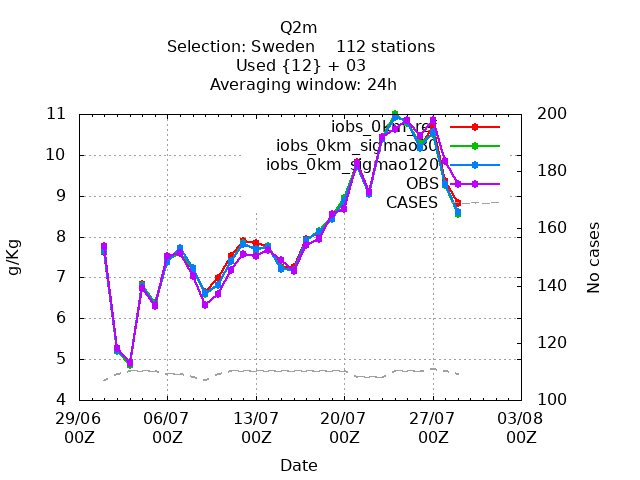 Q2m
Selection: Sweden 112 stations
Used {12} + 03
Averaging window: 24h
11 200
iobs_0km_ref
iobs_0km_sigmao80
iobs_0km_sigmao120
OBS
CASES
10
9
8
7
6
5
4
180
160
140
120
100
g/Kg
No cases
29/06 06/07 13/07 20/07 27/07 03/08
00Z 00Z 00Z 00Z 00Z 00Z
Date